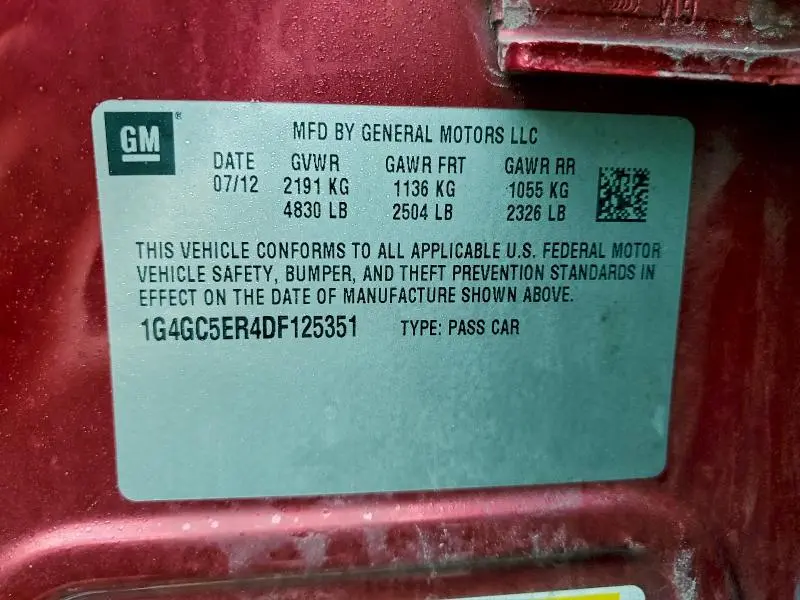 GM ® MFD BY GENERAL MOTORS LLC
DATE GVWR GAWR FRT GAWR RR
07/12 2191 KG 1136 KG 1055 KG
4830 LB 2504 LB 2326 LB
THIS VEHICLE CONFORMS TO ALL APPLICABLE U.S. FEDERAL MOTOR
VEHICLE SAFETY, BUMPER, AND THEFT PREVENTION STANDARDS IN
EFFECT ON THE DATE OF MANUFACTURE SHOWN ABOVE.
1G4GC5ER4DF125351 TYPE: PASS CAR